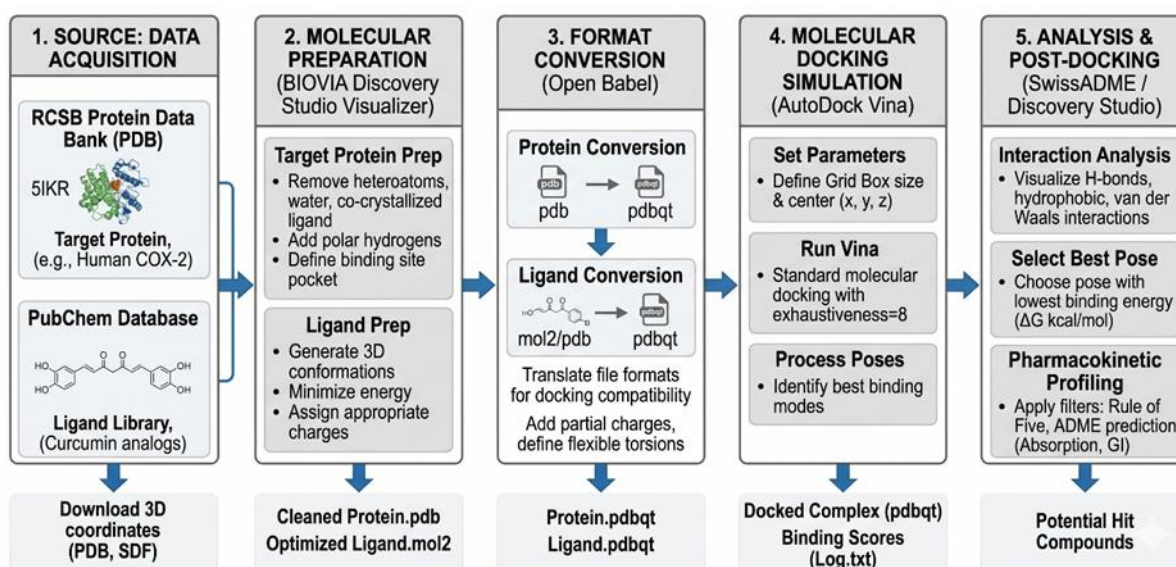 1. SOURCE: DATA
ACQUISITION
RCSB Protein Data
Bank (PDB)
5IKR
Target Protein,
(e.g., Human COX-2)
PubChem Database
HO
HO
O
O
OH
OH
Ligand Library,
(Curcumin analogs)
Download 3D
coordinates
(PDB, SDF)
2. MOLECULAR
PREPARATION
(BIOVIA Discovery
Studio Visualizer)
Target Protein Prep
• Remove heteroatoms,
water, co-crystallized
ligand
• Add polar hydrogens
• Define binding site
pocket
Ligand Prep
• Generate 3D
conformations
• Minimize energy
• Assign appropriate
charges
Cleaned Protein.pdb
Optimized Ligand.mol2
3. FORMAT
CONVERSION
(Open Babel)
Protein Conversion
pdb pdbqt
pdb pdbqt
Ligand Conversion
pdbqt
mol2/pdb pdbqt
Translate file formats
for docking compatibility
Add partial charges,
define flexible torsions
Protein.pdbqt
Ligand.pdbqt
4. MOLECULAR
DOCKING
SIMULATION
(AutoDock Vina)
Set Parameters
• Define Grid Box size
& center (x, y, z)
Run Vina
• Standard molecular
docking with
exhaustiveness=8
Process Poses
• Identify best binding
modes
Docked Complex (pdbqt)
Binding Scores
(Log.txt)
5. ANALYSIS &
POST-DOCKING
(SwissADME /
Discovery Studio)
Interaction Analysis
• Visualize H-bonds,
hydrophobic, van der
Waals interactions
Select Best Pose
• Choose pose with
lowest binding energy
(ΔG kcal/mol)
Pharmacokinetic
Profiling
• Apply filters: Rule of
Five, ADME prediction
(Absorption, GI)
Potential Hit
Compounds